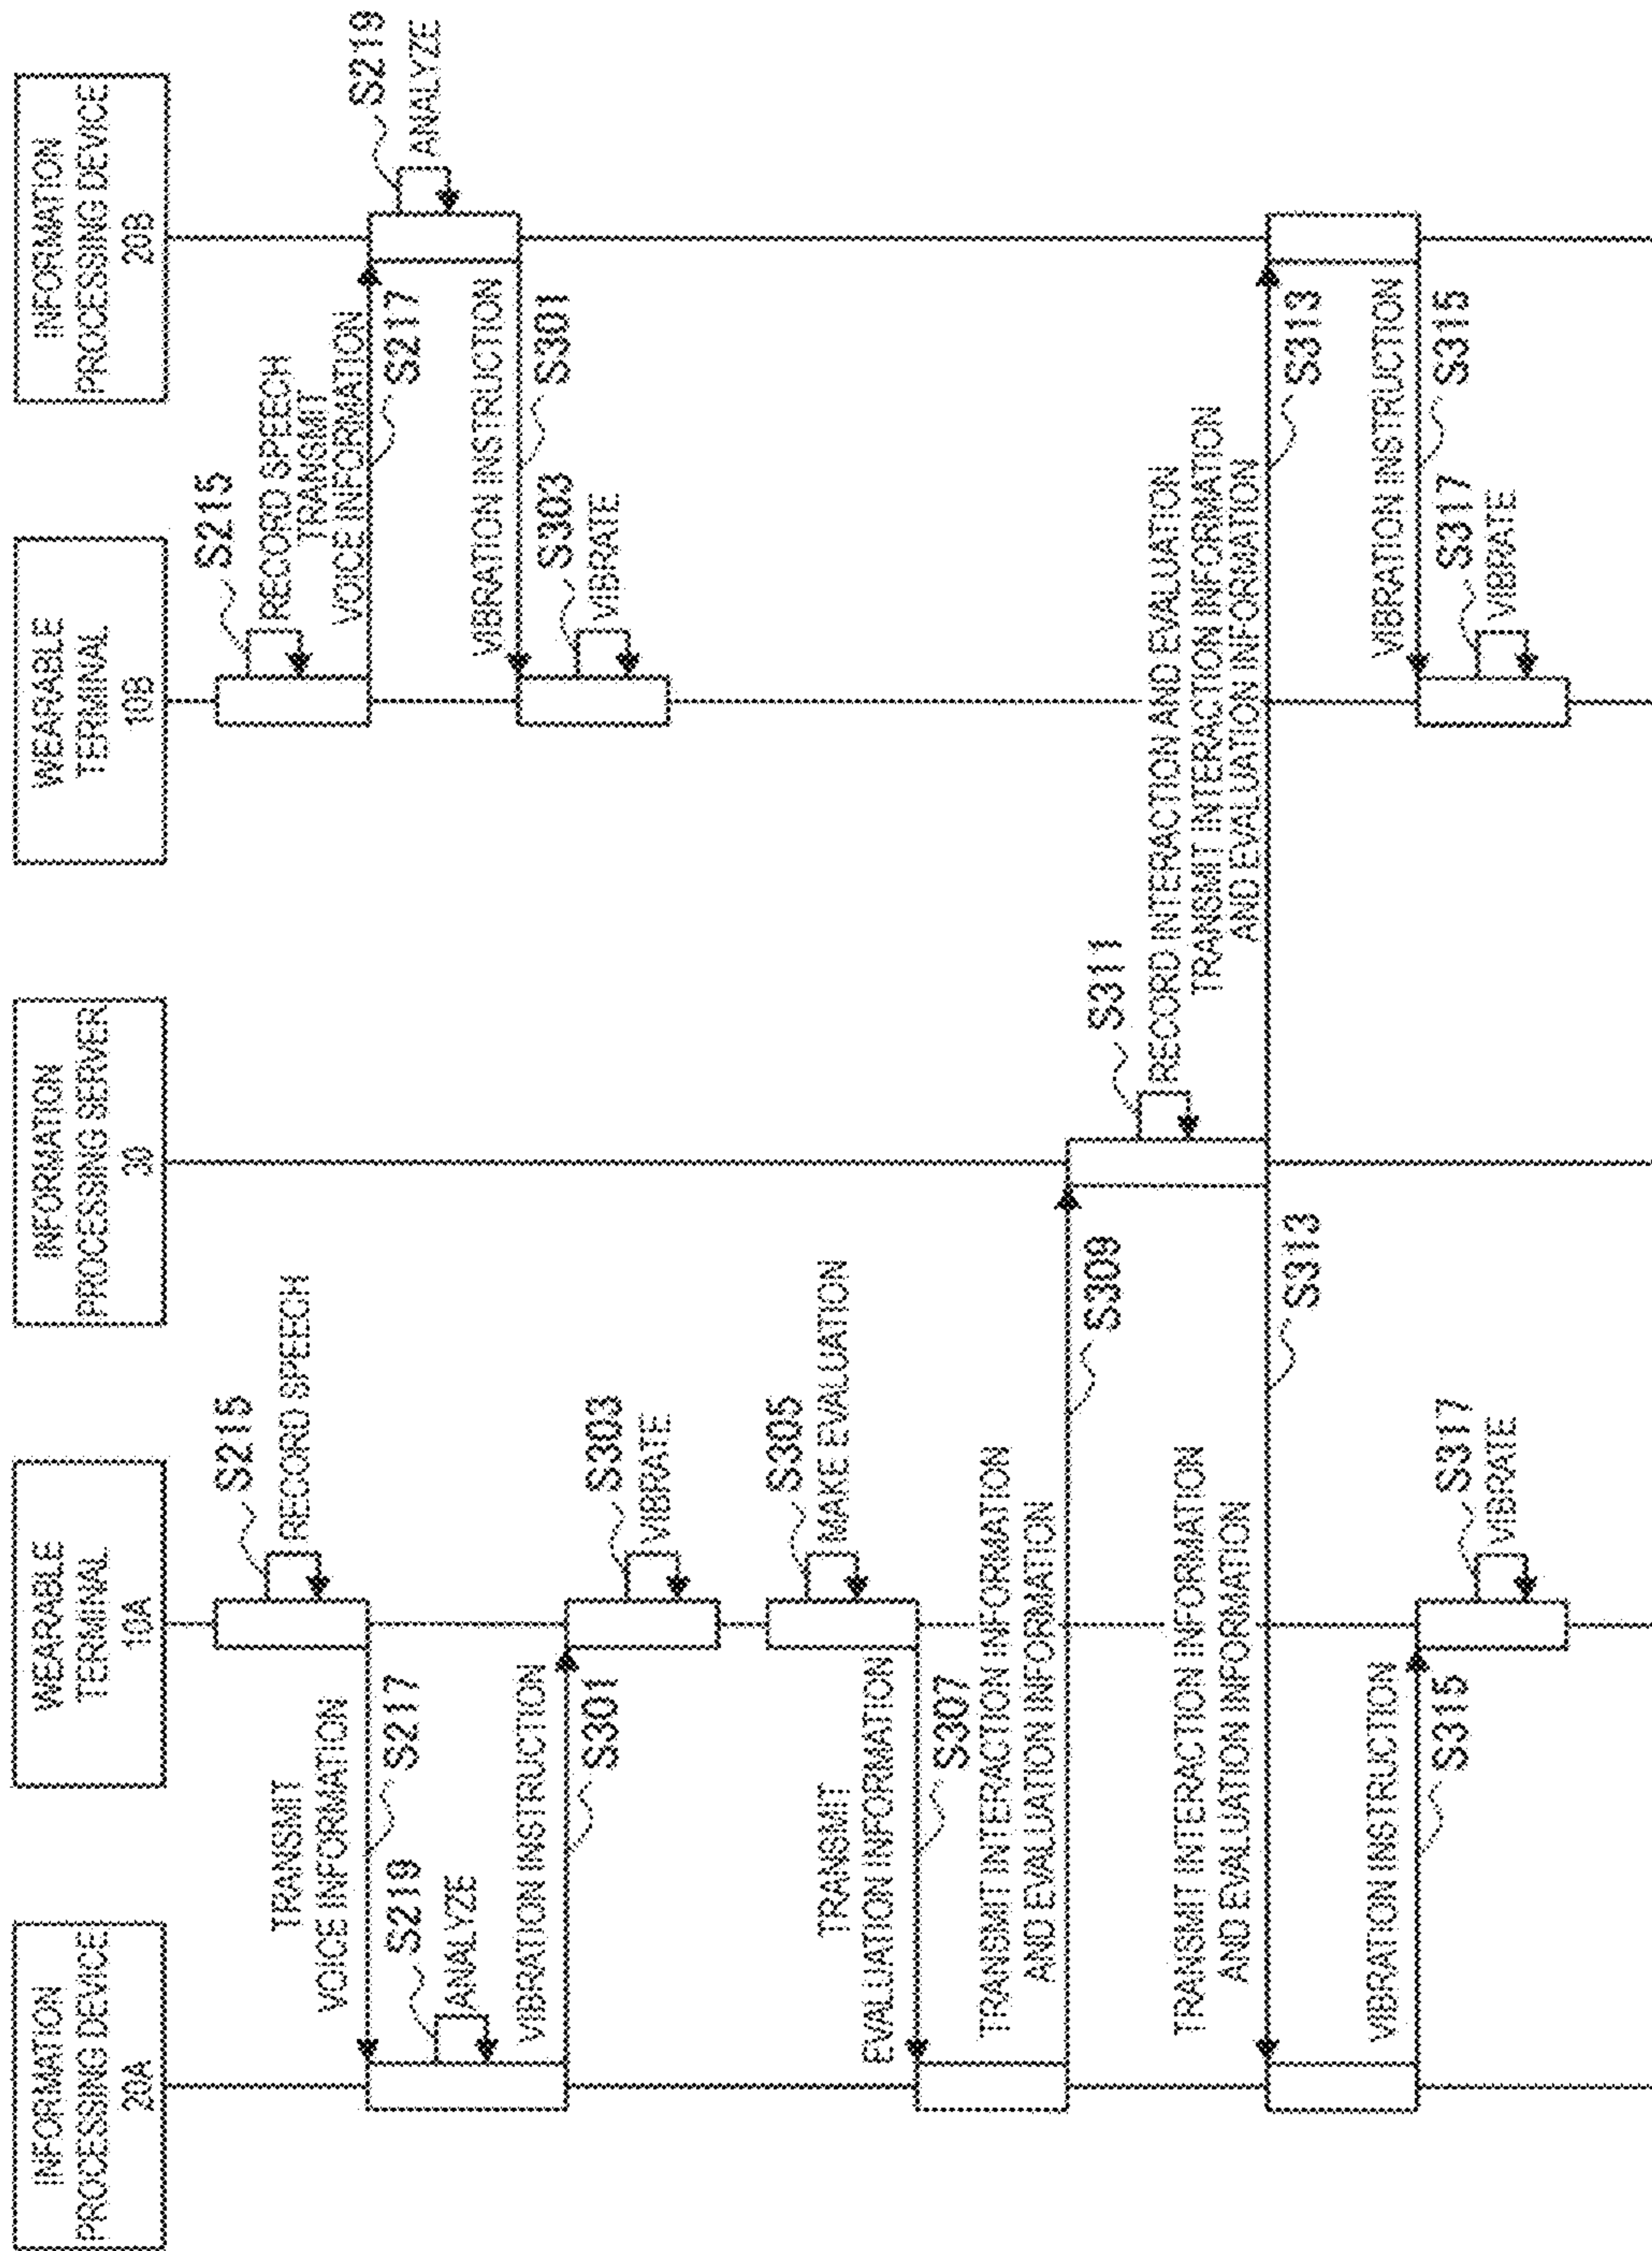 INFORMATION
PROCESSING DEVICE
20A
WEARABLE
TERMINAL
10A
INFORMATION
PROCESSING SERVER
30
WEARABLE
TERMINAL
10B
INFORMATION
PROCESSING DEVICE
20B
S215
RECORD SPEECH
S215
RECORD SPEECH
TRANSMIT
VOICE INFORMATION
S217
TRANSMIT
VOICE INFORMATION
S217
S219
ANALYZE
S219
ANALYZE
VIBRATION INSTRUCTION
S301
VIBRATION INSTRUCTION
S301
S303
VIBRATE
S303
VIBRATE
S305
MAKE EVALUATION
TRANSMIT
EVALUATION INFORMATION
S307
TRANSMIT INTERACTION INFORMATION
AND EVALUATION INFORMATION
S309
S311
RECORD INTERACTION AND EVALUATION
TRANSMIT INTERACTION INFORMATION
AND EVALUATION INFORMATION
S313
TRANSMIT INTERACTION INFORMATION
AND EVALUATION INFORMATION
S313
VIBRATION INSTRUCTION
S315
VIBRATION INSTRUCTION
S315
S317
VIBRATE
S317
VIBRATE